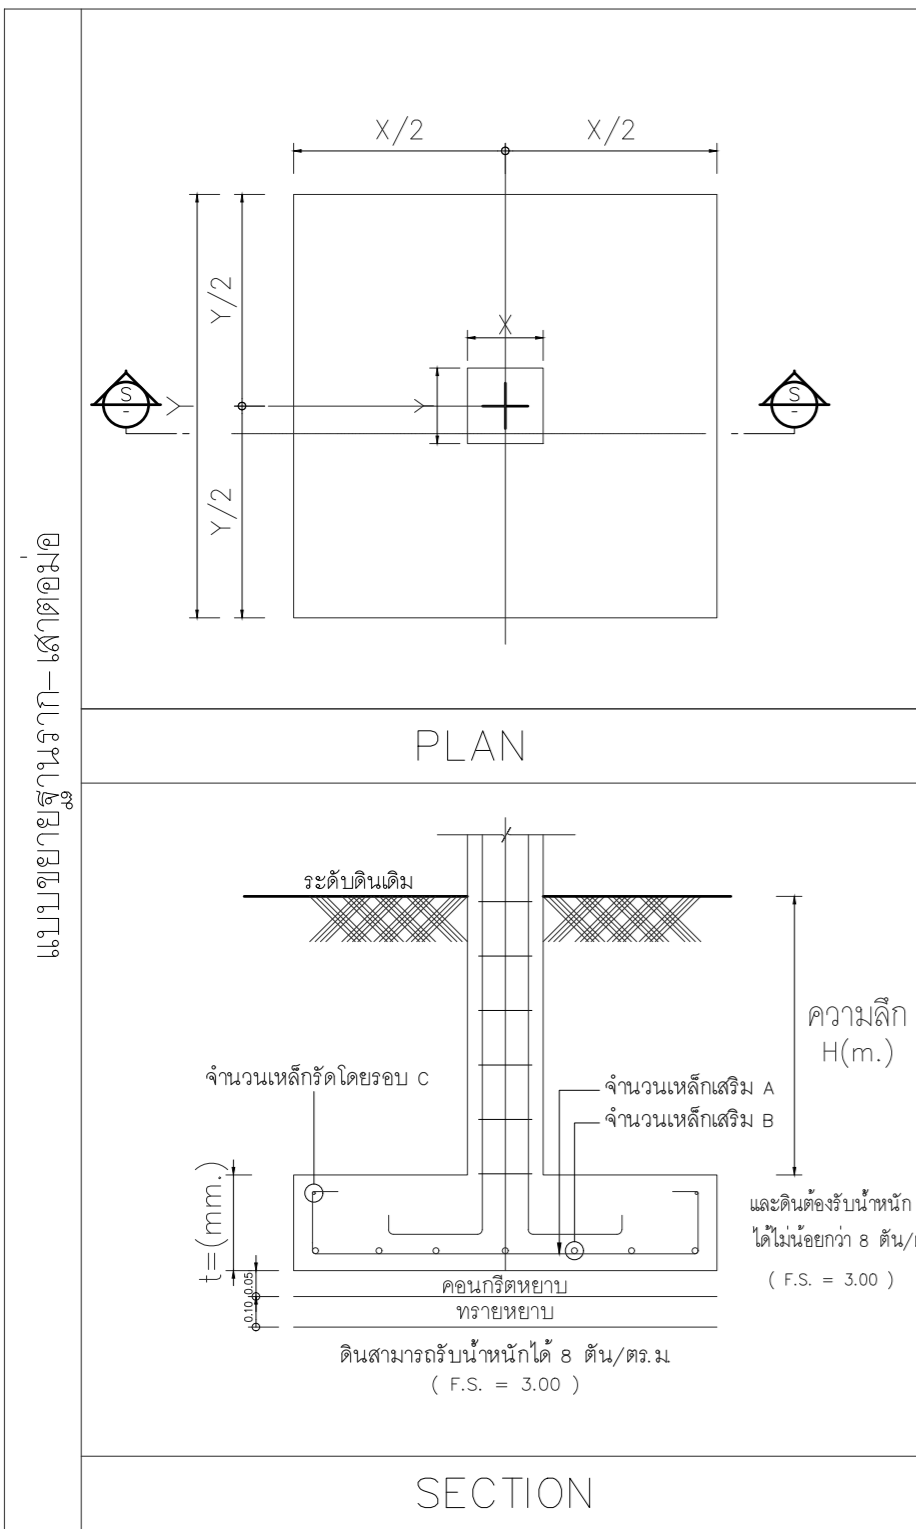 แบบขยายฐานราก-เสาตอม่อ
X/2 X/2
Y/2
X
S
-
Y
Y
S
-
Y/2
PLAN
ระดับดินเดิม
ความลึก
H(m.)
จำนวนเหล็กรัดโดยรอบ C
จำนวนเหล็กเสริม A
จำนวนเหล็กเสริม B
t=(mm.)
และดินต้องรับน้ำหนัก
ได้ไม่น้อยกว่า 8 ตัน/
( F.S. = 3.00 )
0.05
0.10
คอนกรีตหยาบ
ทรายหยาบ
ดินสามารถรับน้ำหนักได้ 8 ตัน/ตร.ม
( F.S. = 3.00 )
SECTION